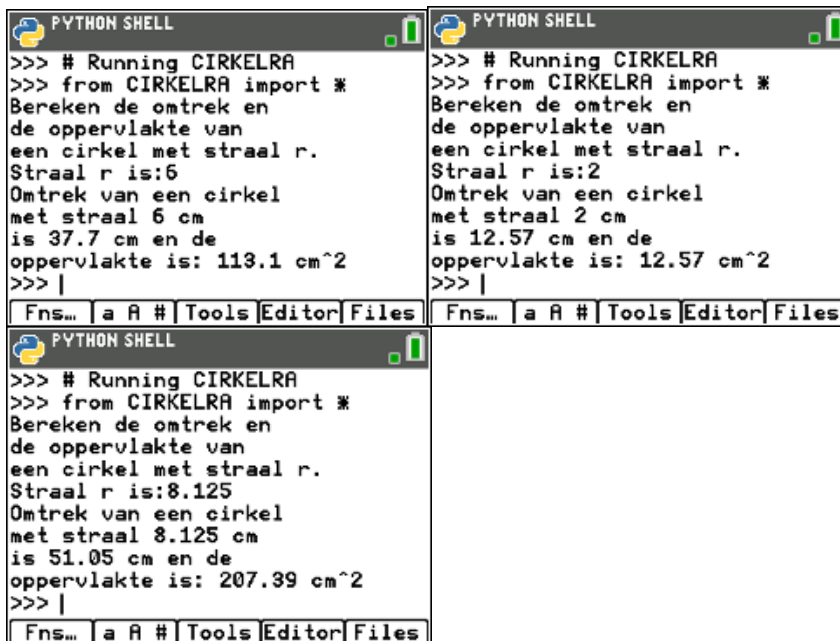 PYTHON SHELL
>>> # Running CIRKELRA
>>> from CIRKELRA import *
Bereken de omtrek en
de oppervlakte van
een cirkel met straal r.
Straal r is:6
Omtrek van een cirkel
met straal 6 cm
is 37.7 cm en de
oppervlakte is: 113.1 cm^2
>>> |
Fns… a A # Tools Editor Files
PYTHON SHELL
>>> # Running CIRKELRA
>>> from CIRKELRA import *
Bereken de omtrek en
de oppervlakte van
een cirkel met straal r.
Straal r is:2
Omtrek van een cirkel
met straal 2 cm
is 12.57 cm en de
oppervlakte is: 12.57 cm^2
>>> |
Fns… a A # Tools Editor Files
PYTHON SHELL
>>> # Running CIRKELRA
>>> from CIRKELRA import *
Bereken de omtrek en
de oppervlakte van
een cirkel met straal r.
Straal r is:8.125
Omtrek van een cirkel
met straal 8.125 cm
is 51.05 cm en de
oppervlakte is: 207.39 cm^2
>>> |
Fns… a A # Tools Editor Files